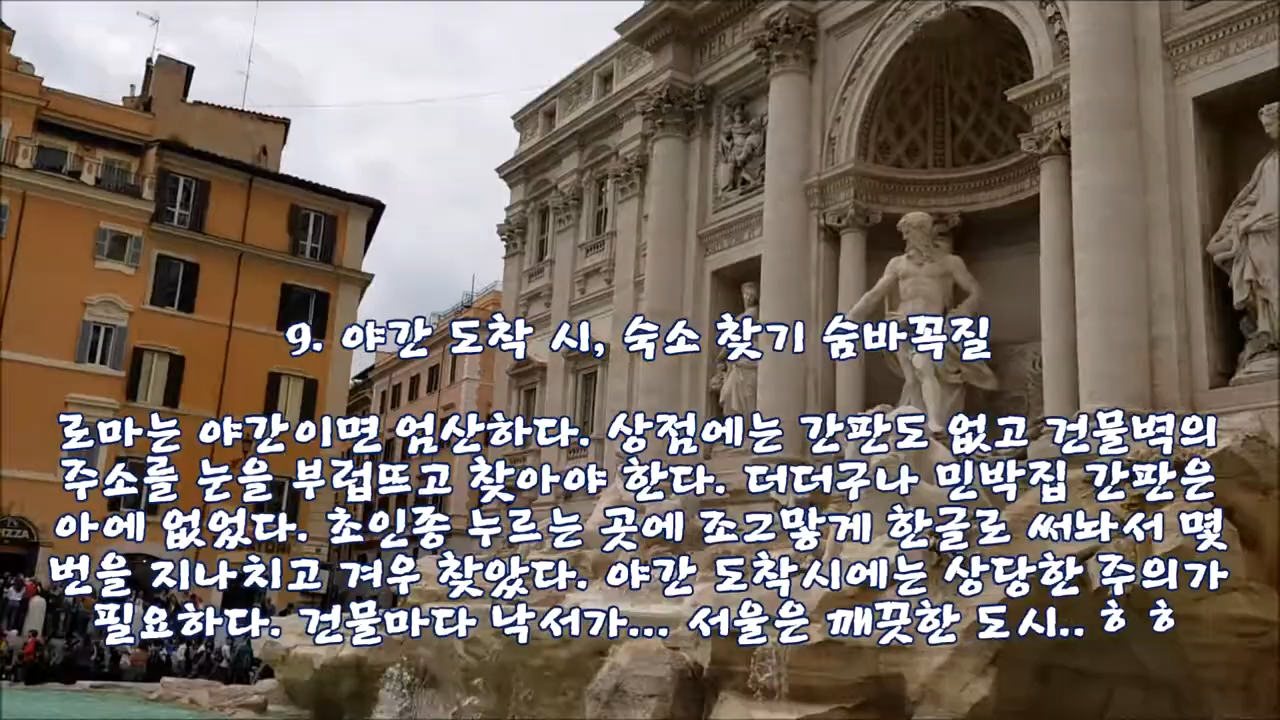 9. 야간 도착 시, 숙소 찾기 숨바꼭질
로마는 야간이면 엄산하다. 상점에는 간판도 없고 건물벽의
주소를 눈을 부럽뜨고 찾아야 한다. 더더구나 민박집 간판은
아에 없었다. 초인종 누르는 곳에 조그맣게 한글로 써놔서 몇
번을 지나치고 겨우 찾았다. 야간 도착시에는 상당한 주의가
필요하다. 건물마다 낙서가... 서울은 깨끗한 도시.. ㅎㅎ
PERFE
PIZZA